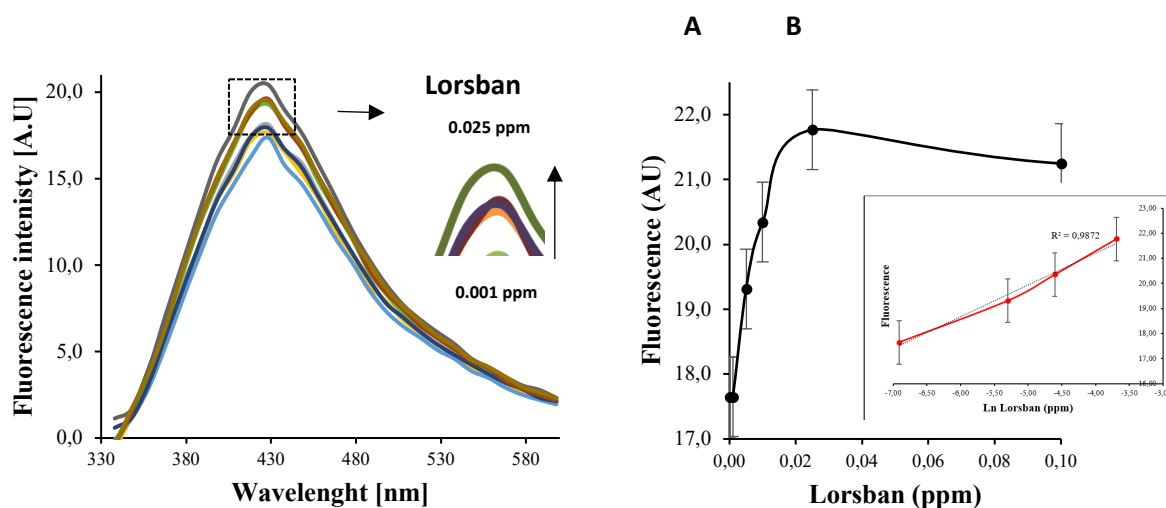 A B
Fluorescence intenisty [A.U]
20,0
15,0
10,0
5,0
0,0
330 380 430 480 530 580
Wavelenght [nm]
Lorsban
0.025 ppm
0.001 ppm
Fluorescence (AU)
22,0
21,0
20,0
19,0
18,0
17,0
0,00 0,02 0,04 0,06 0,08 0,10
Lorsban (ppm)
Fluorescence
R² = 0,9872
23,00
22,00
21,00
20,00
19,00
18,00
17,00
16,00
-7,00 -6,50 -6,00 -5,50 -5,00 -4,50 -4,00 -3,50 -3,0
Ln Lorsban (ppm)